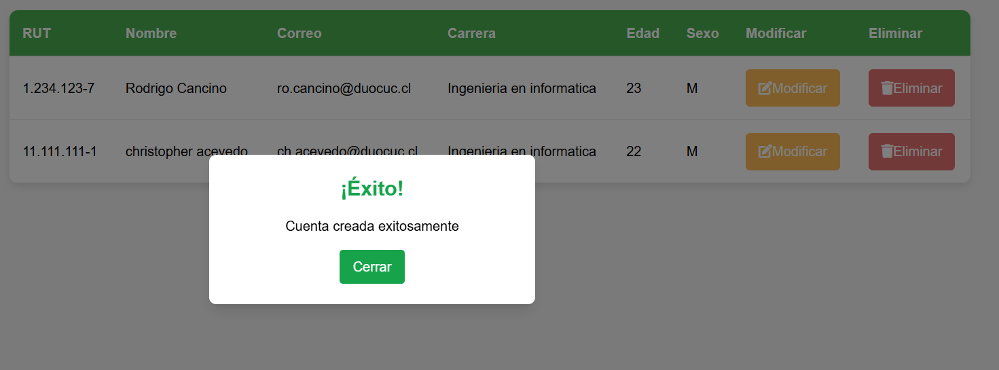 RUT Nombre Correo Carrera Edad Sexo Modificar Eliminar
1.234.123-7 Rodrigo Cancino ro.cancino@duocuc.cl Ingenieria en informatica 23 M Modificar Eliminar
11.111.111-1 christopher acevedo ch.acevedo@duocuc.cl Ingenieria en informatica 22 M Modificar Eliminar
¡Éxito!
Cuenta creada exitosamente
Cerrar